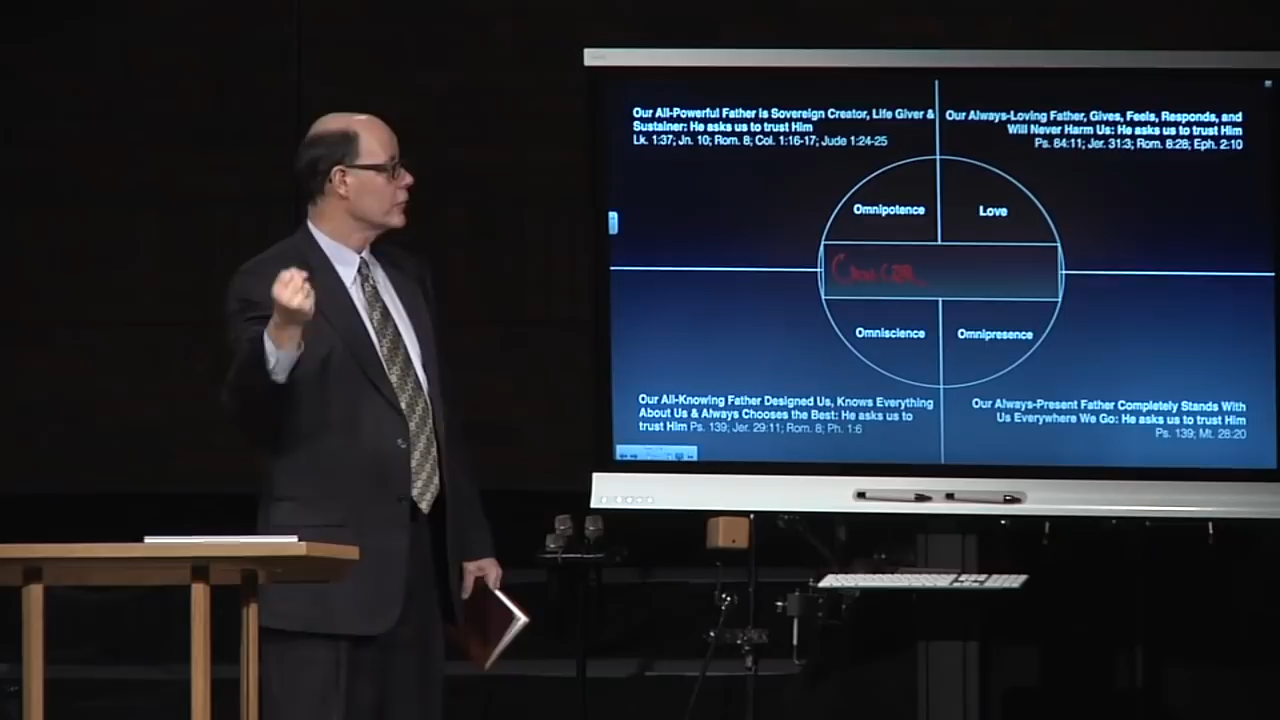 Our All-Powerful Father is Sovereign Creator, Life Giver &
Sustainer: He asks us to trust Him
Lk. 1:37; Jn. 10; Rom. 8; Col. 1:16-17; Jude 1:24-25
Our Always-Loving Father, Gives, Feels, Responds, and
Will Never Harm Us: He asks us to trust Him
Ps. 84:11; Jer. 31:3; Rom. 8:28; Eph. 2:10
Omnipotence
Love
Cancer
Omniscience
Omnipresence
Our All-Knowing Father Designed Us, Knows Everything
About Us & Always Chooses the Best: He asks us to
trust Him Ps. 139; Jer. 29:11; Rom. 8; Ph. 1:6
Our Always-Present Father Completely Stands With
Us Everywhere We Go: He asks us to trust Him
Ps. 139; Mt. 28:20